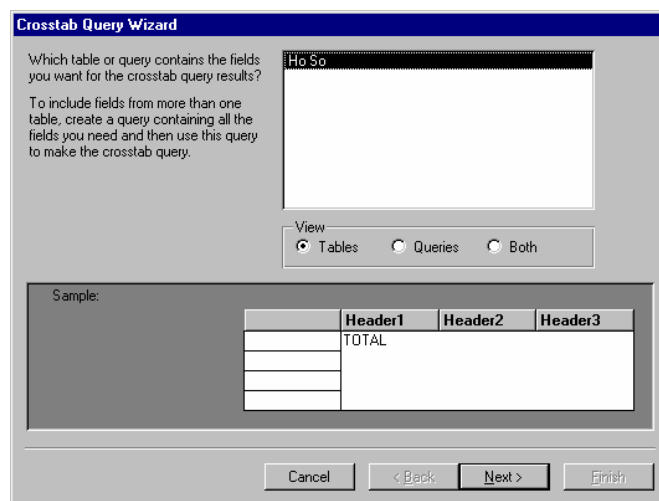 Crosstab Query Wizard
Which table or query contains the fields
you want for the crosstab query results?
To include fields from more than one
table, create a query containing all the
fields you need and then use this query
to make the crosstab query.
Ho So
View
Tables Queries Both
Sample:
Header1 Header2 Header3
TOTAL
Cancel < Back Next > Finish